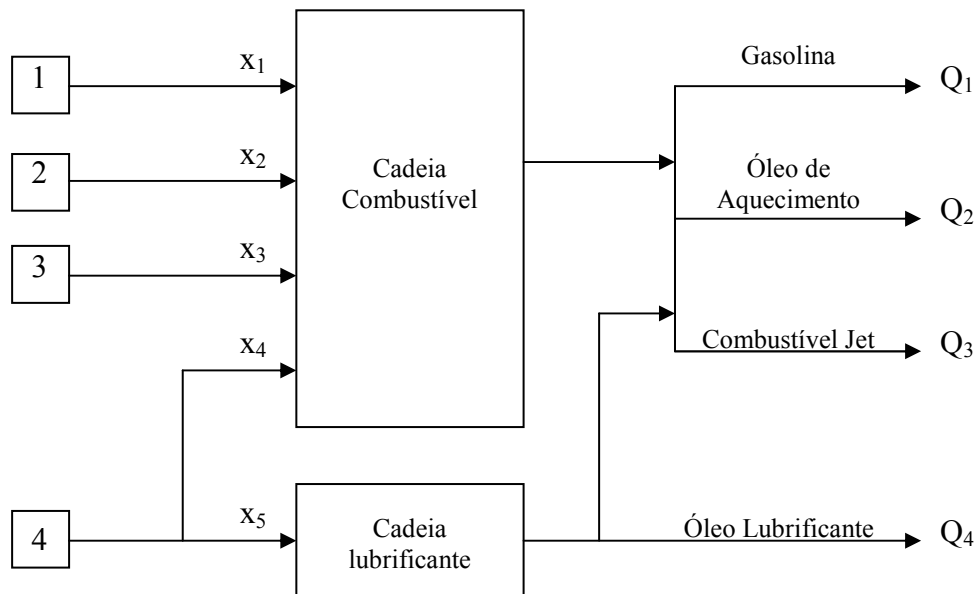 1
x₁
2
x₂
3
x₃
x₄
4
x₅
Cadeia
Combustível
Cadeia
lubrificante
Gasolina
Q₁
Óleo de
Aquecimento
Q₂
Combustível Jet
Q₃
Óleo Lubrificante
Q₄